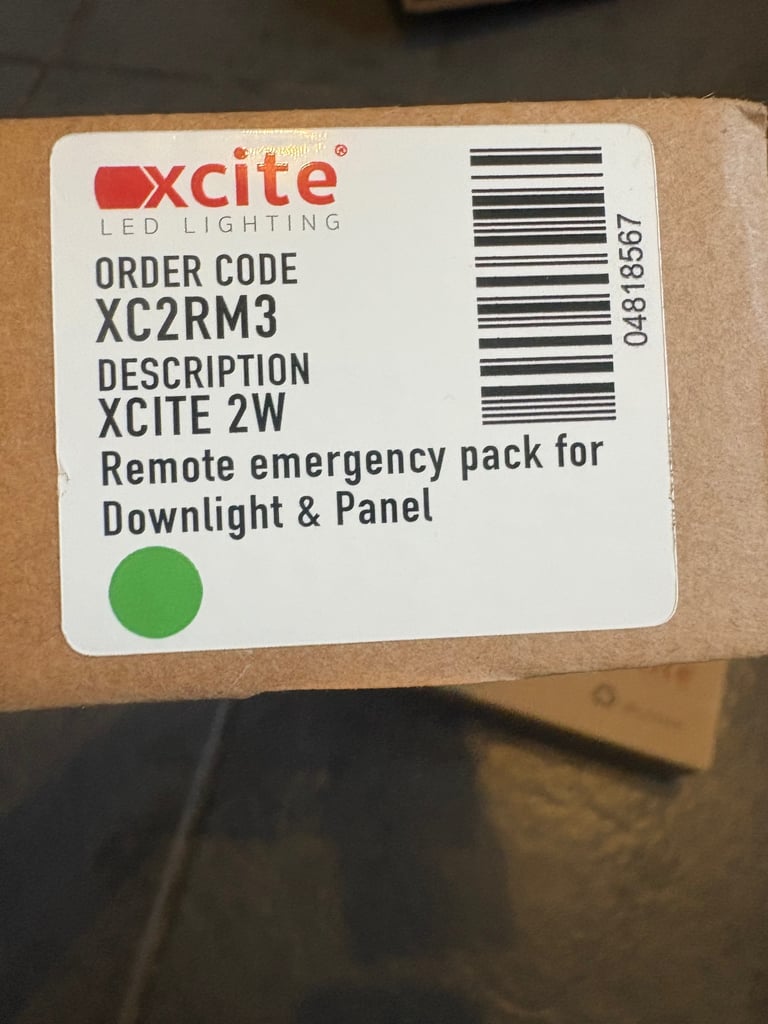 xcite®
LED LIGHTING
ORDER CODE
XC2RM3
DESCRIPTION
XCITE 2W
Remote emergency pack for
Downlight & Panel
04818567